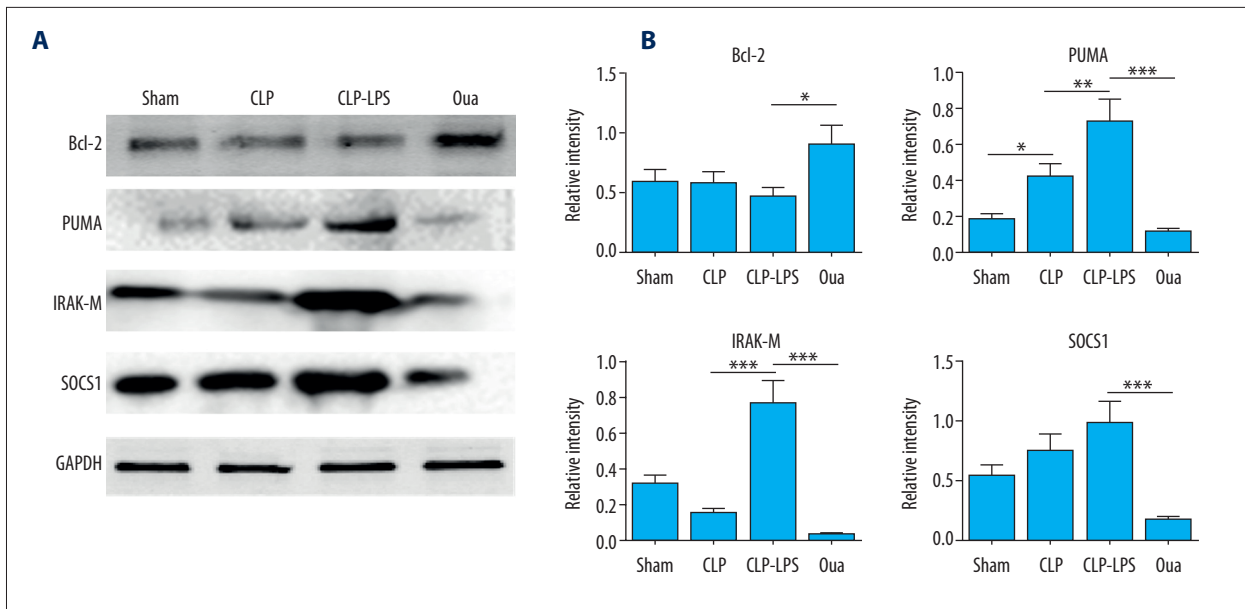 A
Sham CLP CLP-LPS Oua
Bcl-2
PUMA
IRAK-M
SOCS1
GAPDH
B
Bcl-2
Relative intensity
1.5
1.0
0.5
0.0
*
Sham CLP CLP-LPS Oua
PUMA
Relative intensity
1.0
0.8
0.6
0.4
0.2
0.0
* ** ***
Sham CLP CLP-LPS Oua
IRAK-M
Relative intensity
1.0
0.8
0.6
0.4
0.2
0.0
*** ***
Sham CLP CLP-LPS Oua
SOCS1
Relative intensity
1.5
1.0
0.5
0.0
***
Sham CLP CLP-LPS Oua